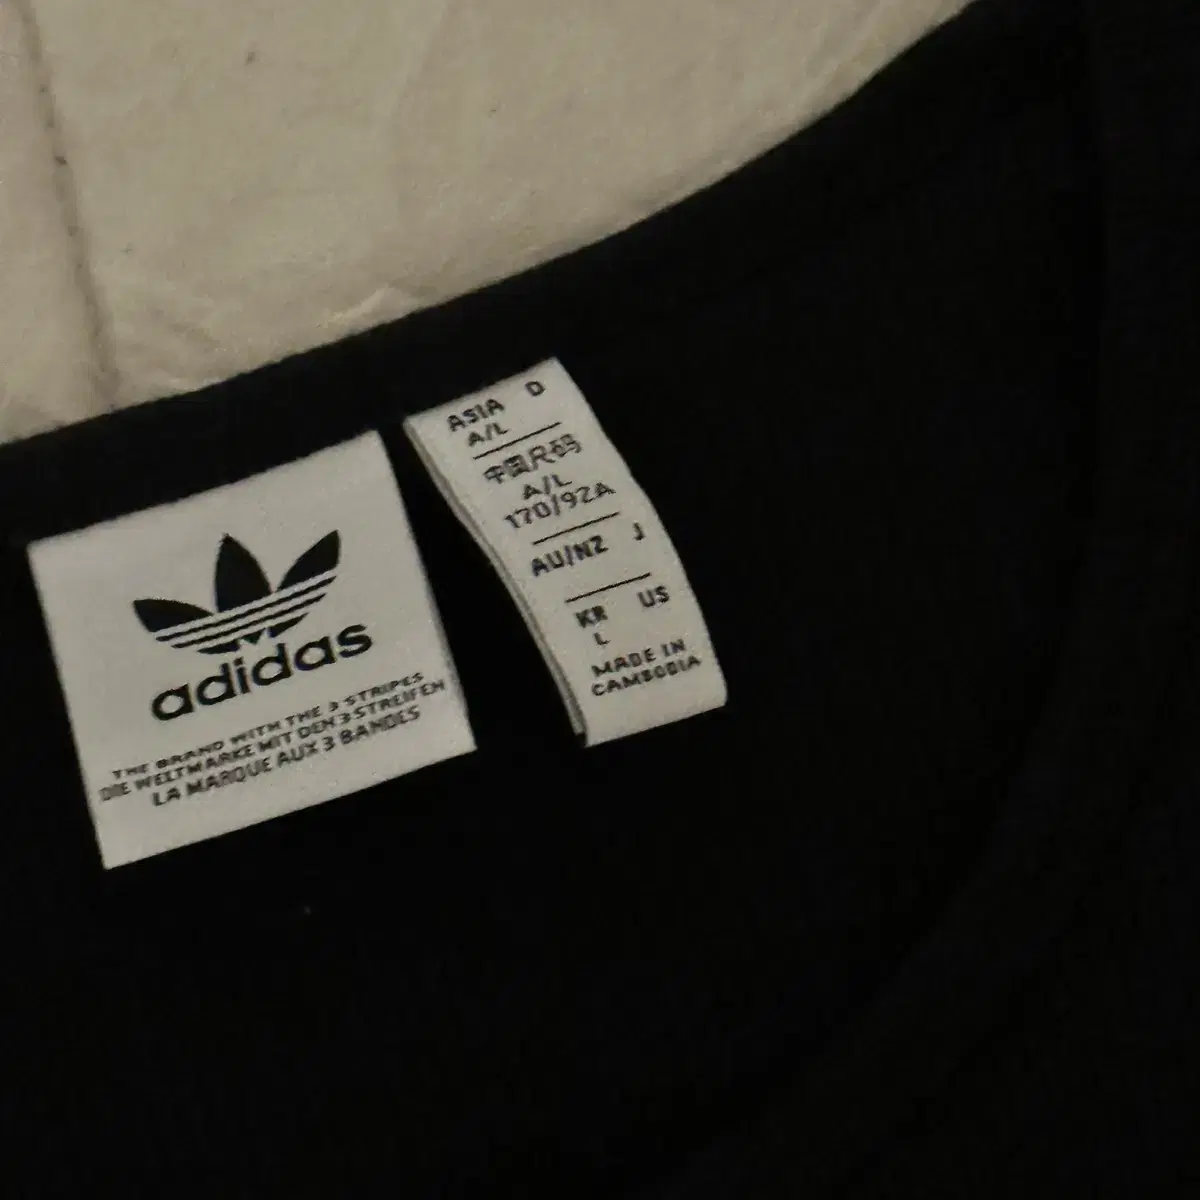 adidas
THE BRAND WITH THE 3 STRIPES
DIE WELTMARKE MIT DEN 3 STREIFEN
LA MARQUE AUX 3 BANDES
ASIA D
A/L
中国尺码
A/L
170/92A
AU/NZ J
KR US
L
MADE IN
CAMBODIA